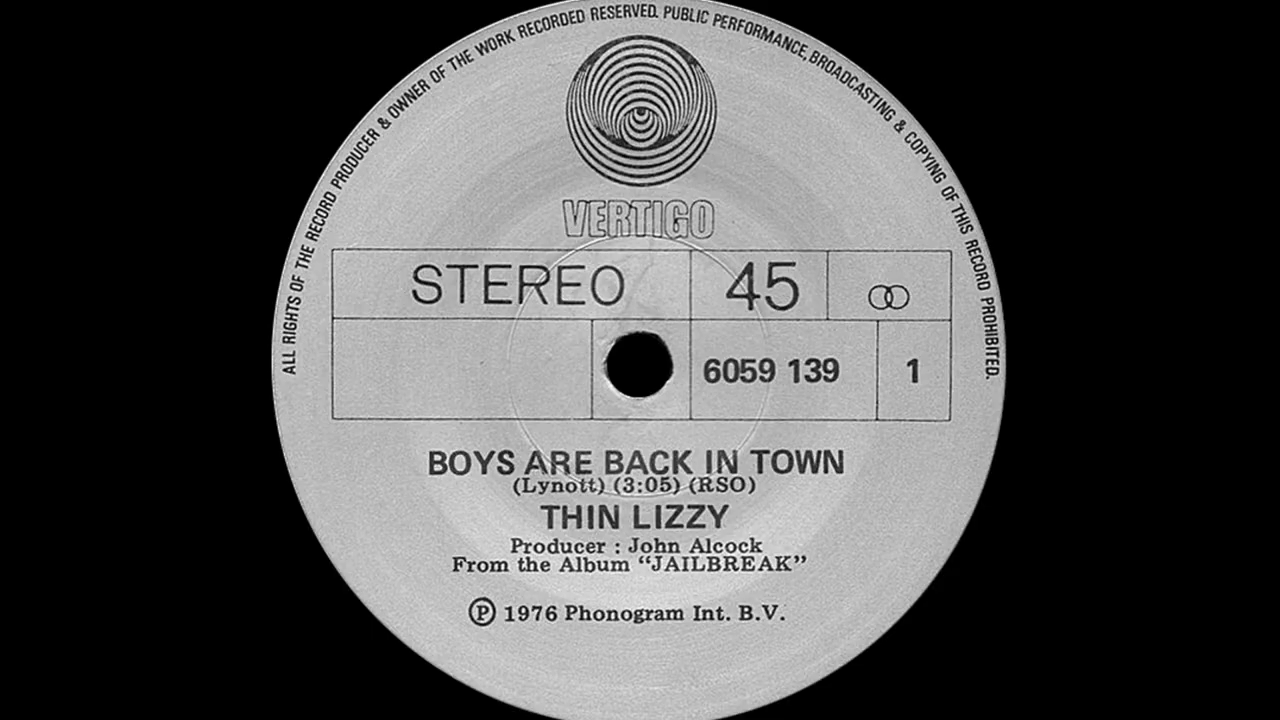 ALL RIGHTS OF THE RECORD PRODUCER & OWNER OF THE WORK RECORDED RESERVED. PUBLIC PERFORMANCE, BROADCASTING & COPYING OF THIS RECORD PROHIBITED.
VERTIGO
STEREO 45
6059 139 1
BOYS ARE BACK IN TOWN
(Lynott) (3:05) (RSO)
THIN LIZZY
Producer : John Alcock
From the Album “JAILBREAK”
Ⓟ 1976 Phonogram Int. B.V.